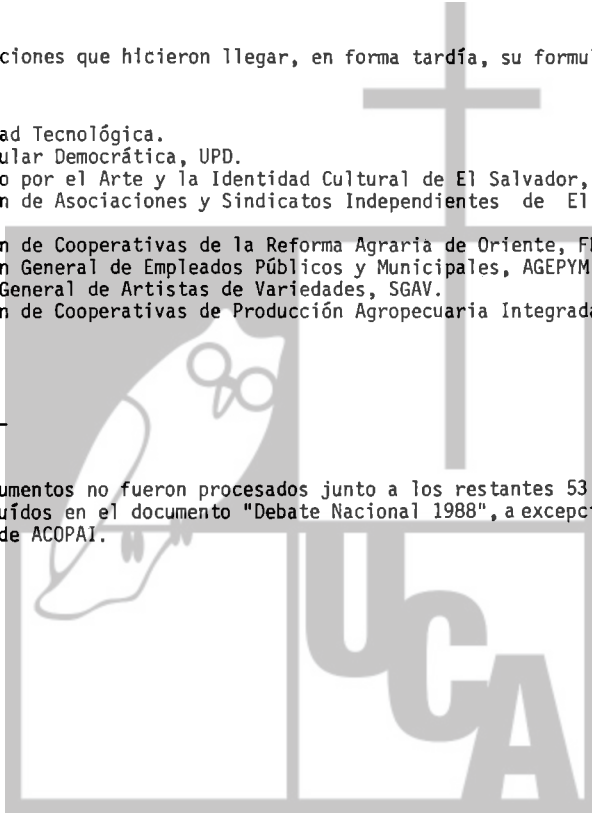 ciones que hicieron llegar, en forma tardía, su formu
ad Tecnológica.
ular Democrática, UPD.
o por el Arte y la Identidad Cultural de El Salvador,
n de Asociaciones y Sindicatos Independientes de El
n de Cooperativas de la Reforma Agraria de Oriente,
n General de Empleados Públicos y Municipales, AGEPYM
General de Artistas de Variedades, SGAV.
n de Cooperativas de Producción Agropecuaria Integrada
umentos no fueron procesados junto a los restantes 53
uídos en el documento "Debate Nacional 1988", a excepc
de ACOPAI.
UCA